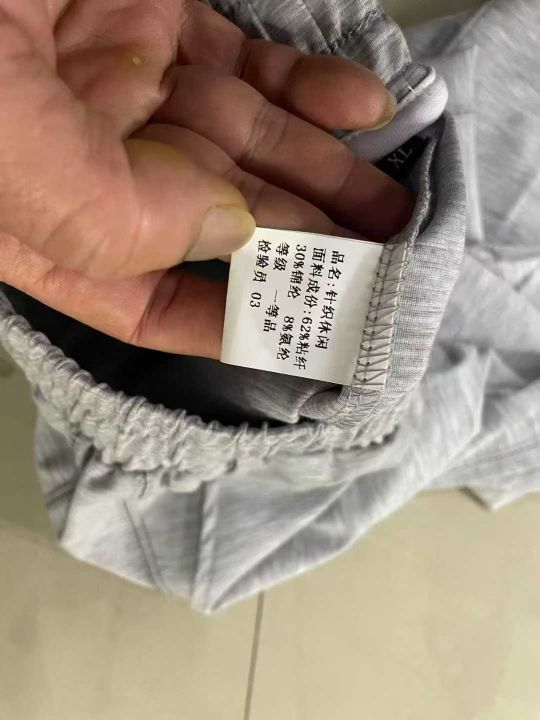 品名:针织休闲
面料成份:62%粘纤
30%锦纶 8%氨纶
等级 一等品
检验员 03
XL